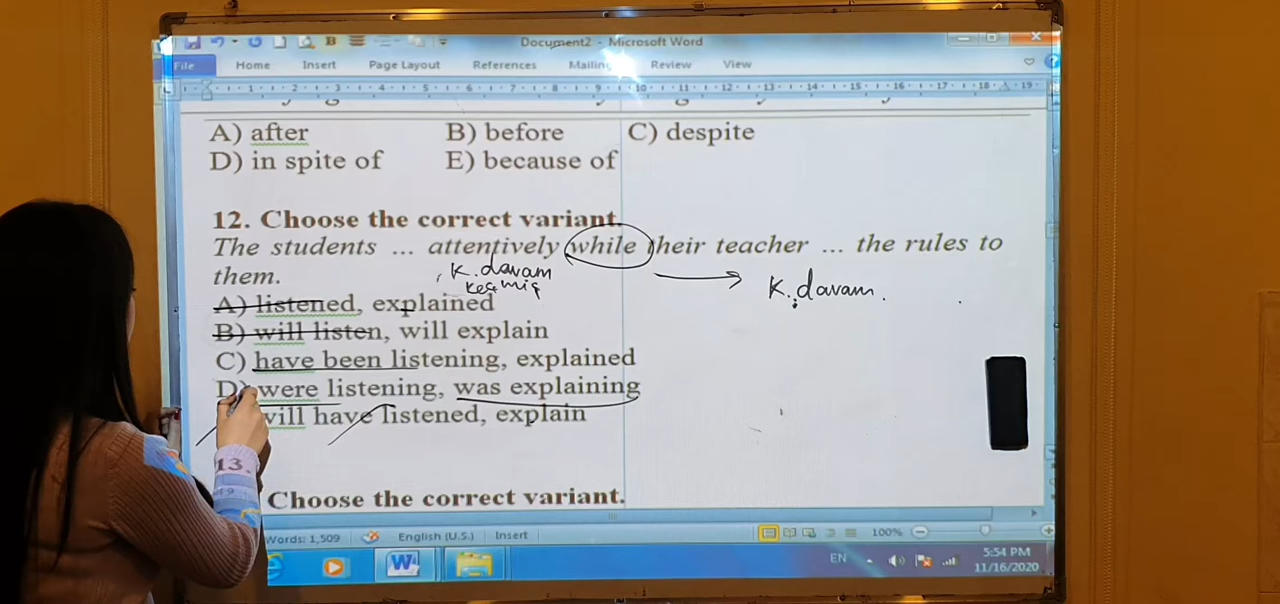 Document2 - Microsoft Word
File Home Insert Page Layout References Mailing Review View
A) after B) before C) despite
D) in spite of E) because of
12. Choose the correct variant.
The students ... attentively while their teacher ... the rules to
them.
K. davam
keçmiş
K. davam.
A) listened, explained
B) will listen, will explain
C) have been listening, explained
D) were listening, was explaining
will have listened, explain
13.
Choose the correct variant.
Words: 1,509 English (U.S.) Insert 100%
EN 5:54 PM
11/16/2020